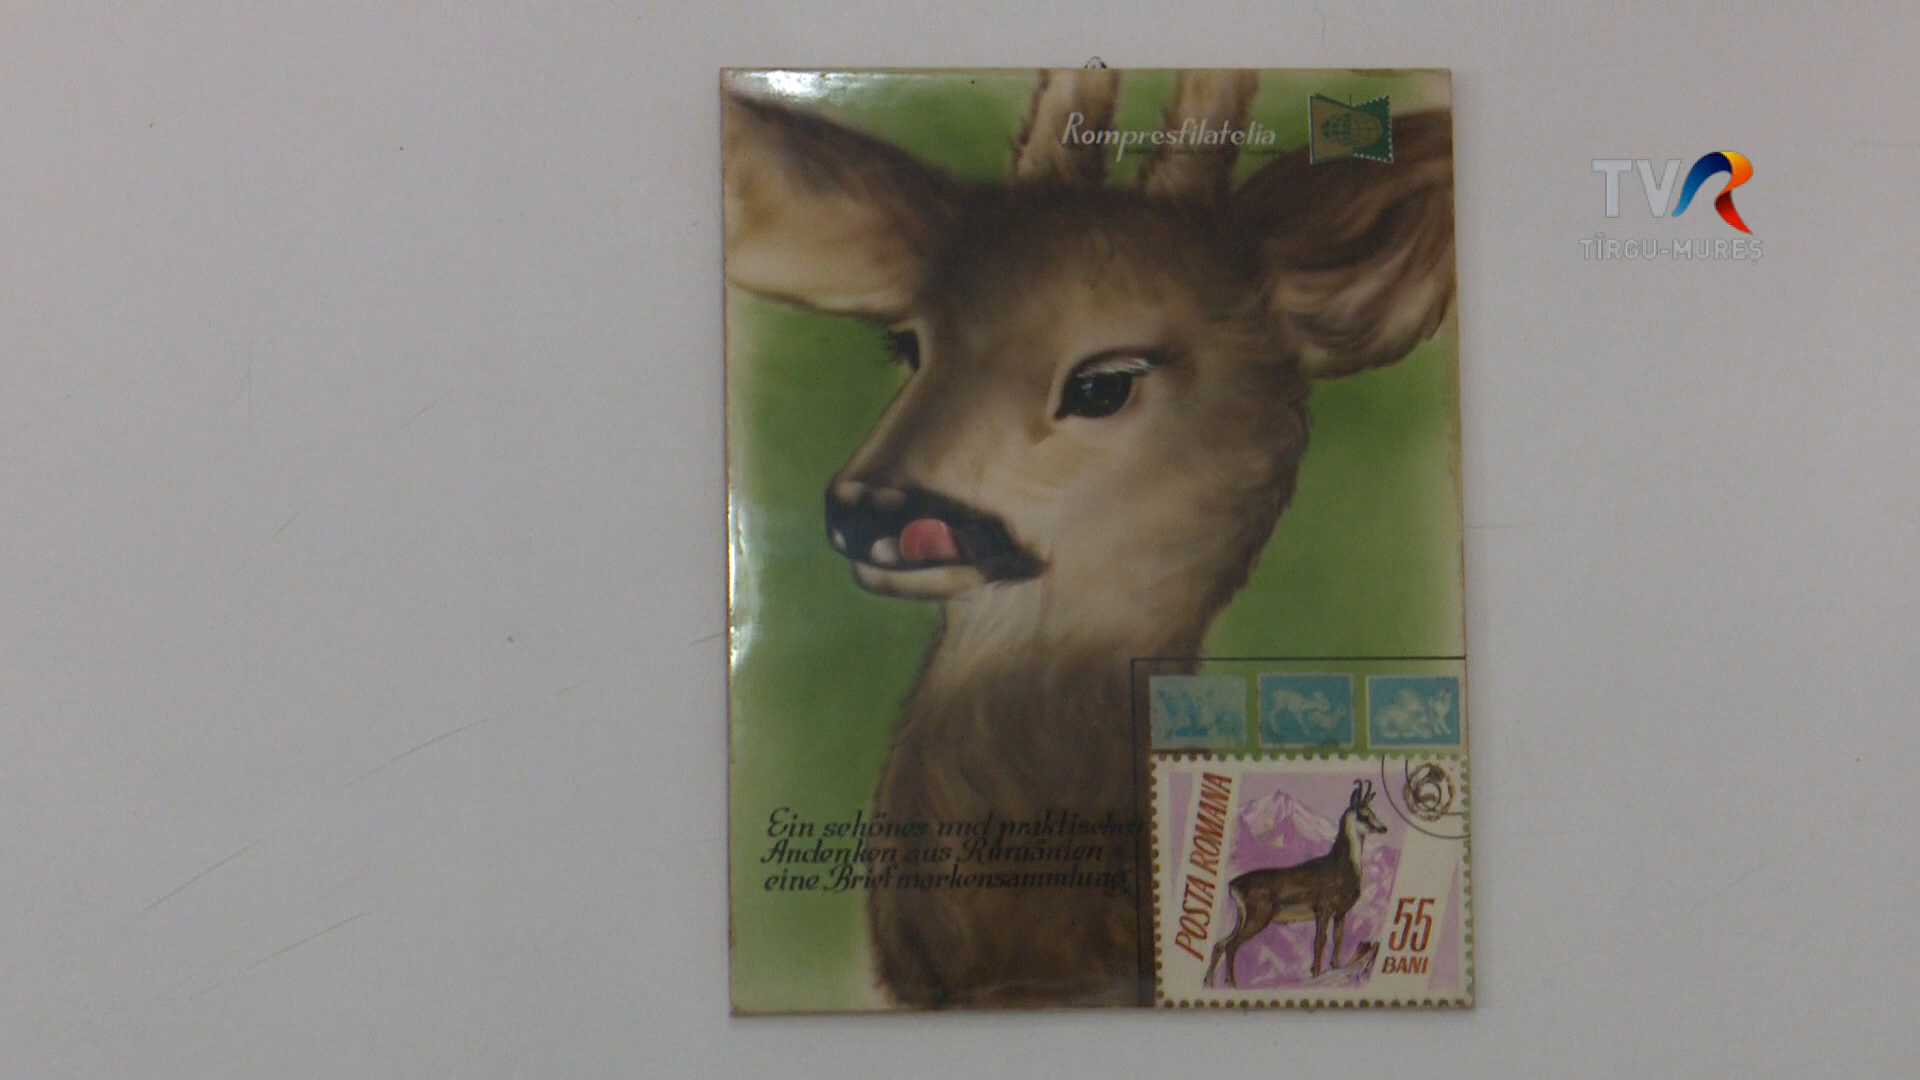 Rompresfilatelia
TVR
TÎRGU-MUREȘ
Ein schönes und praktisches
Andenken aus Rumänien -
eine Briefmarkensammlung
POSTA ROMANA
55
BANI